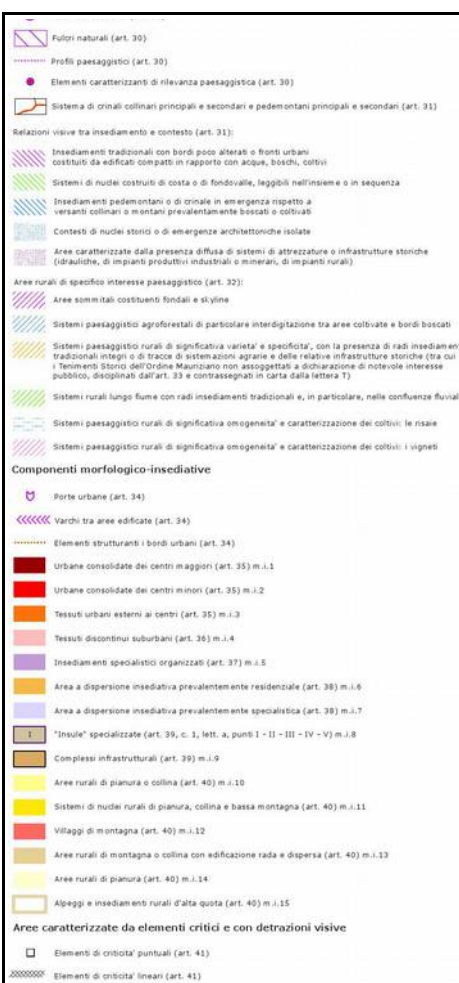 Fulcri naturali (art. 30)
Profili paesaggistici (art. 30)
Elementi caratterizzanti di rilevanza paesaggistica (art. 30)
Sistema di crinali collinari principali e secondari e pedemontani principali e secondari (art. 31)
Relazioni visive tra insediamento e contesto (art. 31):
Insediamenti tradizionali con bordi poco alterati o fronti urbani
costituiti da edificati compatti in rapporto con acque, boschi, coltivi
Sistemi di nuclei costruiti di costa o di fondovalle, leggibili nell'insieme o in sequenza
Insediamenti pedemontani o di crinale in emergenza rispetto a
versanti collinari o montani prevalentemente boscati o coltivati
Contesti di nuclei storici o di emergenze architettoniche isolate
Aree caratterizzate dalla presenza diffusa di sistemi di attrezzature o infrastrutture storiche
(idrauliche, di impianti produttivi industriali o minerari, di impianti rurali)
Aree rurali di specifico interesse paesaggistico (art. 32):
Aree sommitali costituenti fondali e skyline
Sistemi paesaggistici agroforestali di particolare interdigitazione tra aree coltivate e bordi boscati
Sistemi paesaggistici rurali di significativa varieta' e specificita', con la presenza di radi insediamen
tradizionali integri o di tracce di sistemazioni agrarie e delle relative infrastrutture storiche (tra cui
i Tenimenti Storici dell'Ordine Mauriziano non assoggettati a dichiarazione di notevole interesse
pubblico, disciplinati dall'art. 33 e contrassegnati in carta dalla lettera T)
Sistemi rurali lungo fiume con radi insediamenti tradizionali e, in particolare, nelle confluenze fluvial
Sistemi paesaggistici rurali di significativa omogeneita' e caratterizzazione dei coltivi: le risaie
Sistemi paesaggistici rurali di significativa omogeneita' e caratterizzazione dei coltivi: i vigneti
Componenti morfologico-insediative
Porte urbane (art. 34)
Varchi tra aree edificate (art. 34)
Elementi strutturanti i bordi urbani (art. 34)
Urbane consolidate dei centri maggiori (art. 35) m.i.1
Urbane consolidate dei centri minori (art. 35) m.i.2
Tessuti urbani esterni ai centri (art. 35) m.i.3
Tessuti discontinui suburbani (art. 36) m.i.4
Insediamenti specialistici organizzati (art. 37) m.i.5
Area a dispersione insediativa prevalentemente residenziale (art. 38) m.i.6
Area a dispersione insediativa prevalentemente specialistica (art. 38) m.i.7
I "Insule" specializzate (art. 39, c. 1, lett. a, punti I - II - III - IV - V) m.i.8
Complessi infrastrutturali (art. 39) m.i.9
Aree rurali di pianura o collina (art. 40) m.i.10
Sistemi di nuclei rurali di pianura, collina e bassa montagna (art. 40) m.i.11
Villaggi di montagna (art. 40) m.i.12
Aree rurali di montagna o collina con edificazione rada e dispersa (art. 40) m.i.13
Aree rurali di pianura (art. 40) m.i.14
Alpeggi e insediamenti rurali d'alta quota (art. 40) m.i.15
Aree caratterizzate da elementi critici e con detrazioni visive
Elementi di criticita' puntuali (art. 41)
Elementi di criticita' lineari (art. 41)